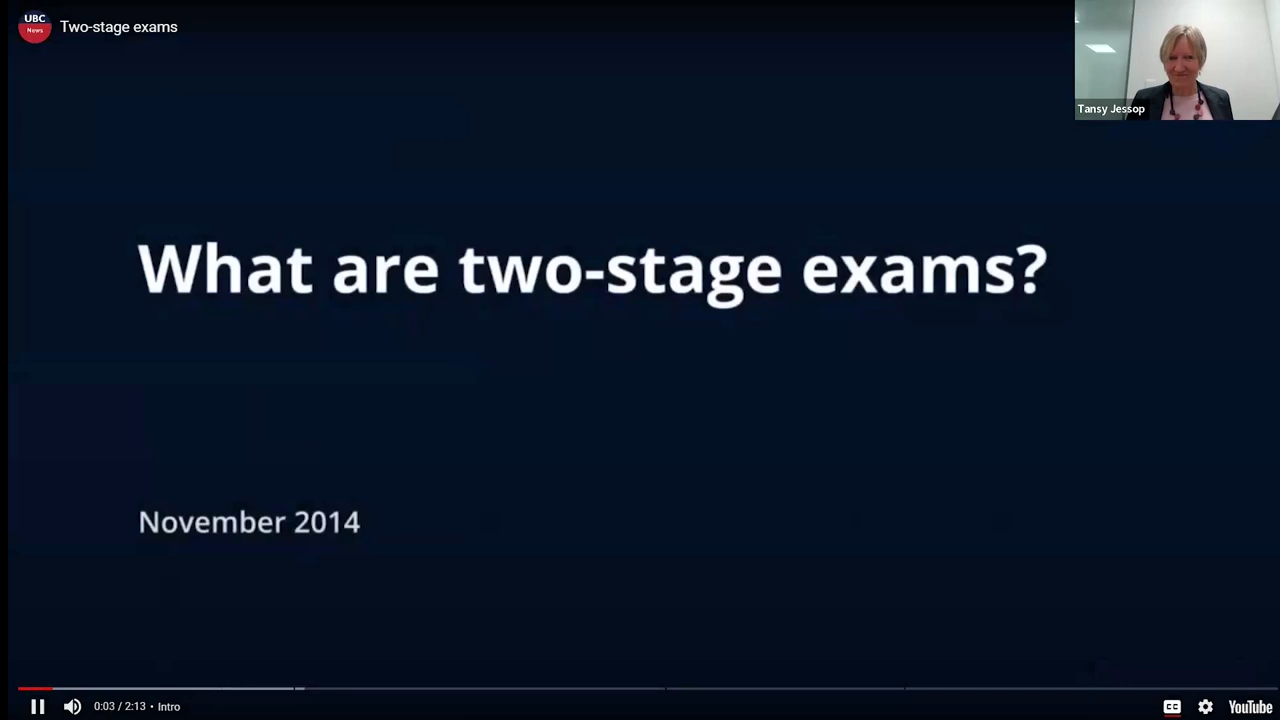 UBC
News
Two-stage exams
Tansy Jessop
What are two-stage exams?
November 2014
0:03 / 2:13 • Intro
CC
YouTube